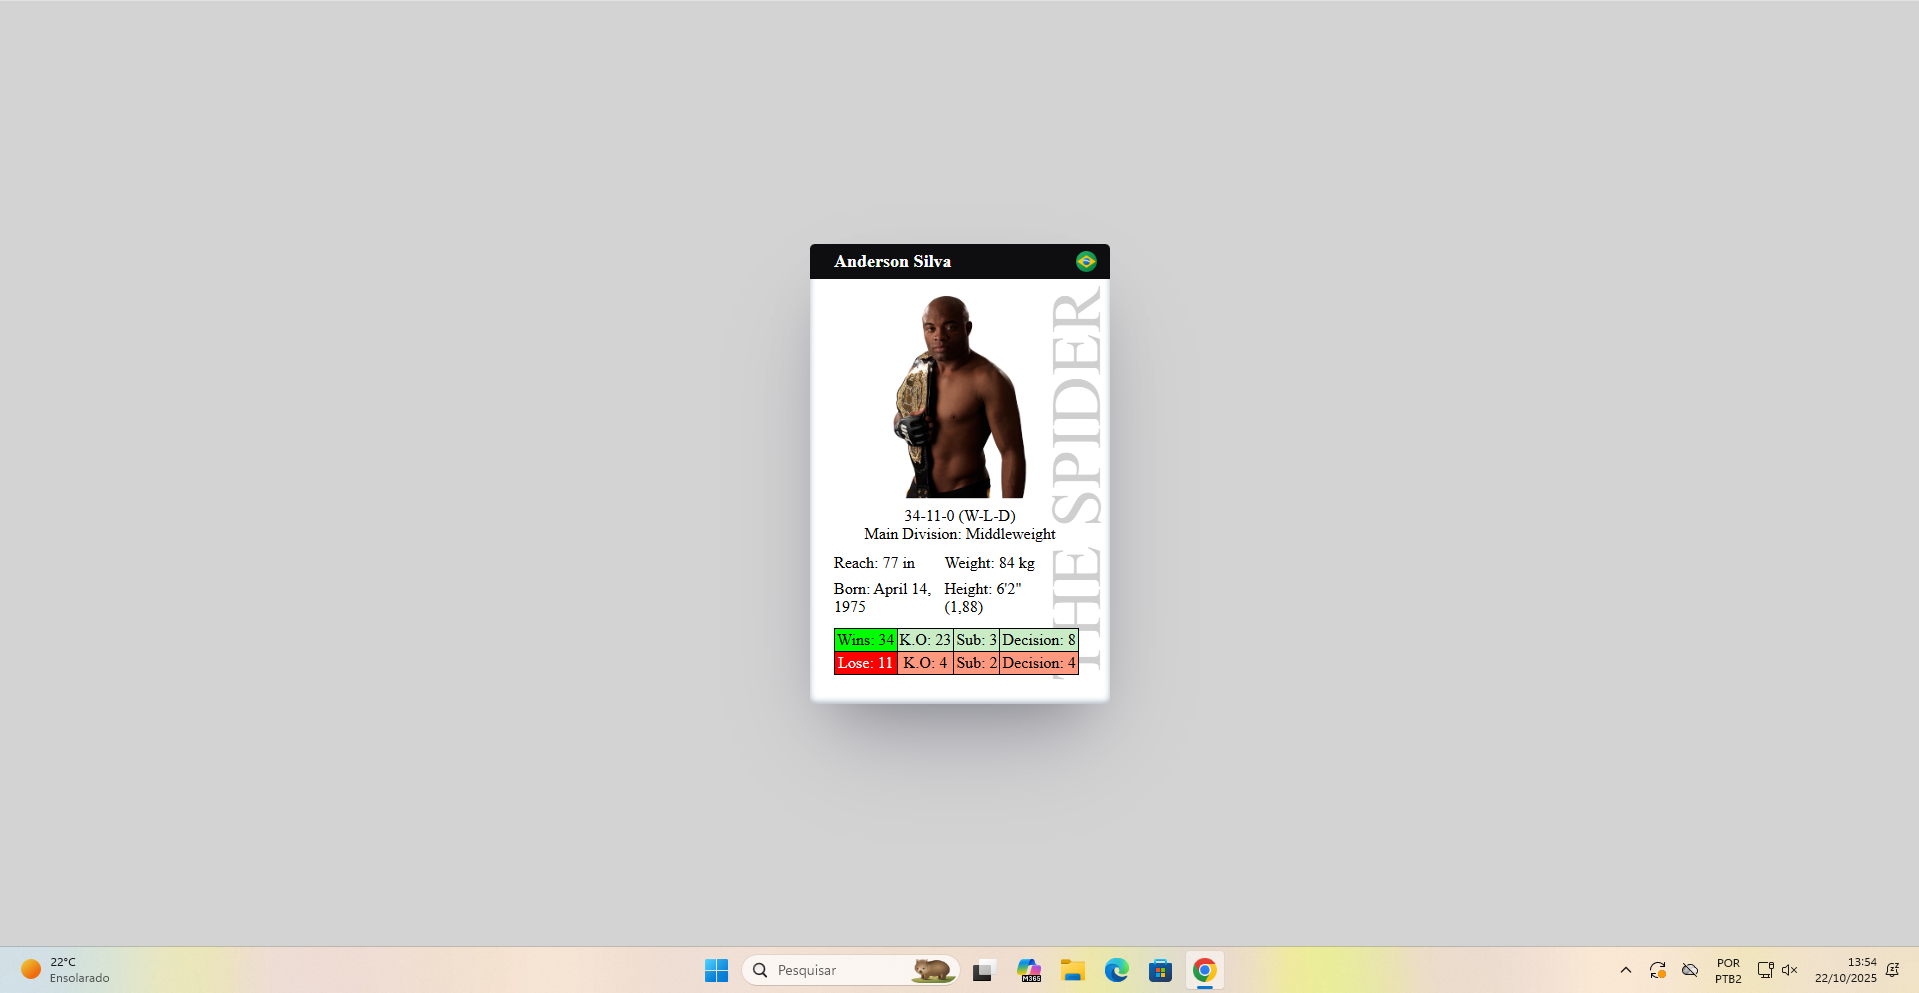 Anderson Silva
THE SPIDER
34-11-0 (W-L-D)
Main Division: Middleweight
Reach: 77 in
Weight: 84 kg
Born: April 14,
1975
Height: 6'2"
(1,88)
Wins: 34 K.O: 23 Sub: 3 Decision: 8
Lose: 11 K.O: 4 Sub: 2 Decision: 4
22°C
Ensolarado
Pesquisar
M365
POR
PTB2
13:54
22/10/2025